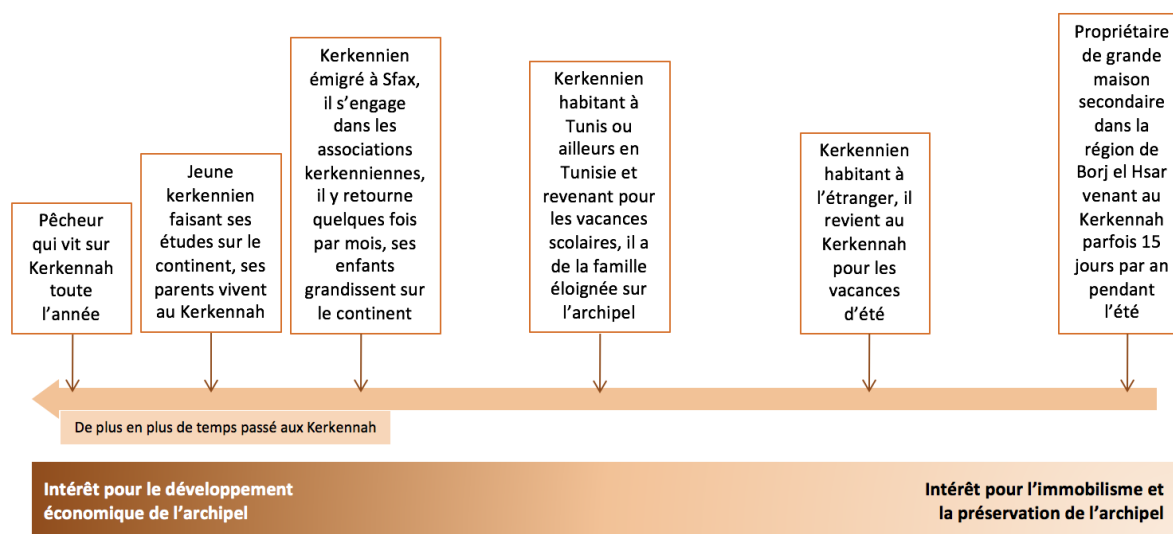 Pêcheur
qui vit sur
Kerkennah
toute
l’année
Jeune
kerkennien
faisant ses
études sur le
continent, ses
parents vivent
au Kerkennah
Kerkennien
émigré à Sfax,
il s’engage
dans les
associations
kerkenniennes,
il y retourne
quelques fois
par mois, ses
enfants
grandissent sur
le continent
Kerkennien
habitant à
Tunis ou
ailleurs en
Tunisie et
revenant pour
les vacances
scolaires, il a
de la famille
éloignée sur
l’archipel
Kerkennien
habitant à
l’étranger, il
revient au
Kerkennah
pour les
vacances
d’été
Propriétaire
de grande
maison
secondaire
dans la
région de
Borj el Hsar
venant au
Kerkennah
parfois 15
jours par an
pendant
l’été
De plus en plus de temps passé aux Kerkennah
Intérêt pour le développement
économique de l’archipel
Intérêt pour l’immobilisme et
la préservation de l’archipel